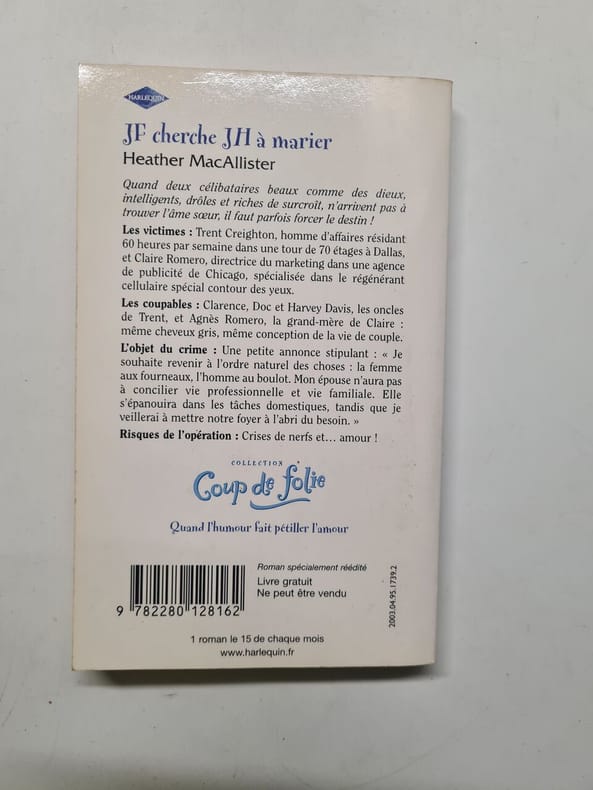 HARLEQUIN
JF cherche JH à marier
Heather MacAllister
Quand deux célibataires beaux comme des dieux,
intelligents, drôles et riches de surcroît, n'arrivent pas à
trouver l'âme sœur, il faut parfois forcer le destin !
Les victimes : Trent Creighton, homme d'affaires résidant
60 heures par semaine dans une tour de 70 étages à Dallas,
et Claire Romero, directrice du marketing dans une agence
de publicité de Chicago, spécialisée dans le régénérant
cellulaire spécial contour des yeux.
Les coupables : Clarence, Doc et Harvey Davis, les oncles
de Trent, et Agnès Romero, la grand-mère de Claire :
même cheveux gris, même conception de la vie de couple.
L'objet du crime : Une petite annonce stipulant : « Je
souhaite revenir à l'ordre naturel des choses : la femme
aux fourneaux, l'homme au boulot. Mon épouse n'aura pas
à concilier vie professionnelle et vie familiale. Elle
s'épanouira dans les tâches domestiques, tandis que je
veillerai à mettre notre foyer à l'abri du besoin. »
Risques de l'opération : Crises de nerfs et... amour !
COLLECTION
Coup de folie
Quand l'humour fait pétiller l'amour
Roman spécialement réédité
Livre gratuit
Ne peut être vendu
9 782280 128162
2003.04.95.1739.2
1 roman le 15 de chaque mois
www.harlequin.fr